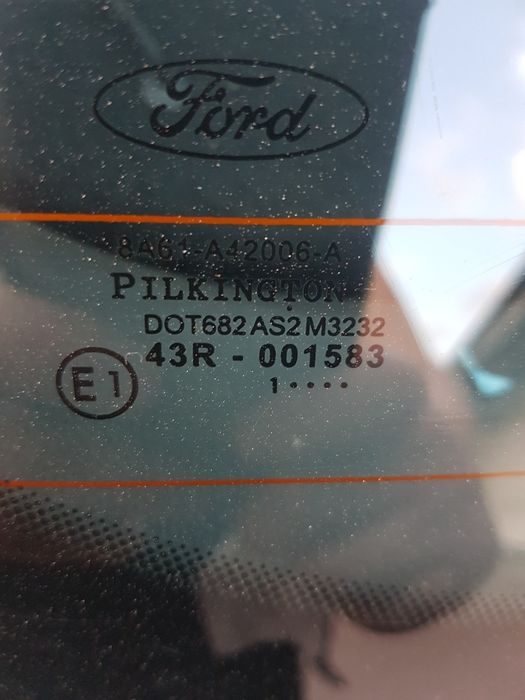 Ford
8A61-A42006-A
PILKINGTON
DOT682 AS2 M3232
43R - 001583
E1
1 ····